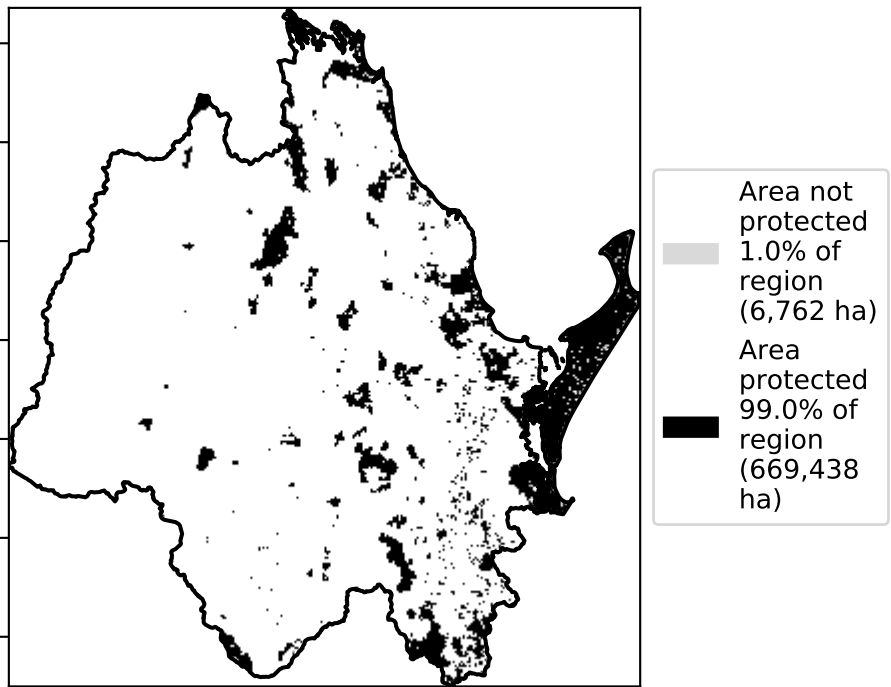 Area not
protected
1.0% of
region
(6,762 ha)
Area
protected
99.0% of
region
(669,438
ha)